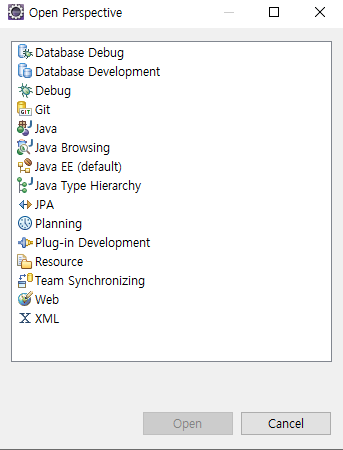 Open Perspective
Database Debug
Database Development
Debug
GIT Git
Java
Java Browsing
Java EE (default)
Java Type Hierarchy
JPA
Planning
Plug-in Development
Resource
Team Synchronizing
Web
XML
Open
Cancel